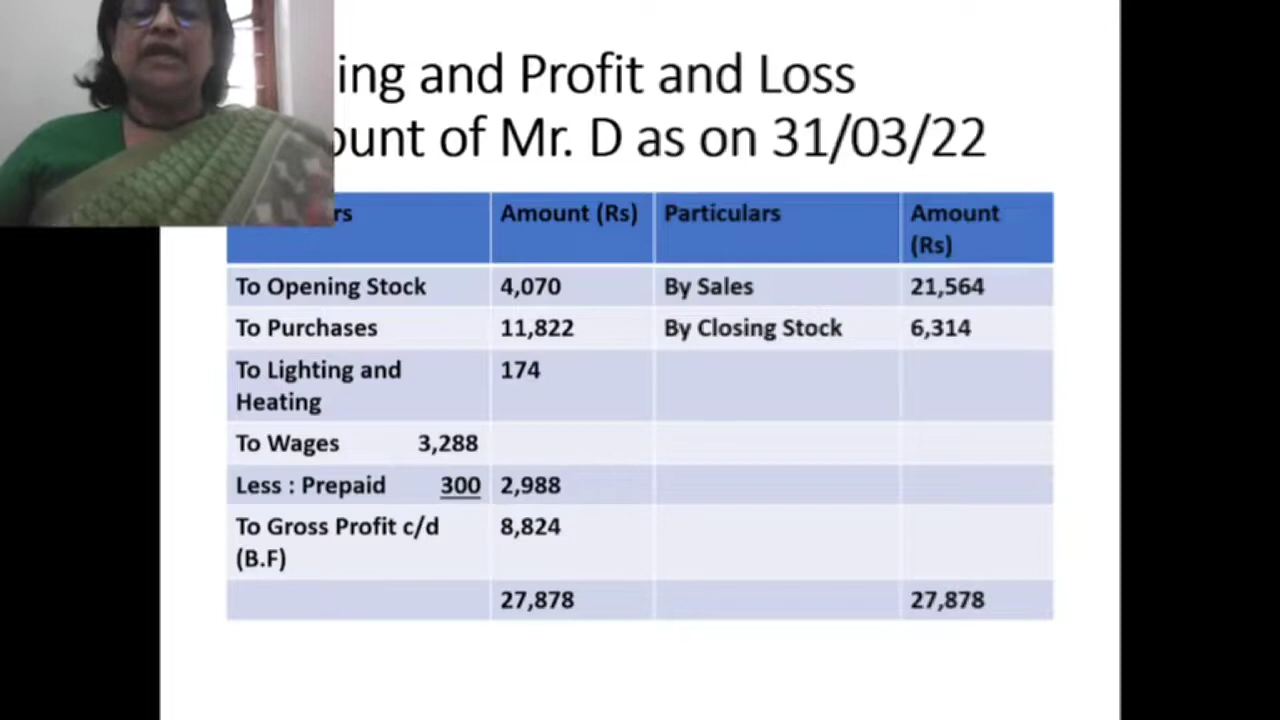 ing and Profit and Loss
ount of Mr. D as on 31/03/22
rs Amount (Rs) Particulars Amount (Rs)
To Opening Stock 4,070 By Sales 21,564
To Purchases 11,822 By Closing Stock 6,314
To Lighting and Heating 174
To Wages 3,288
Less : Prepaid 300 2,988
To Gross Profit c/d (B.F) 8,824
27,878 27,878